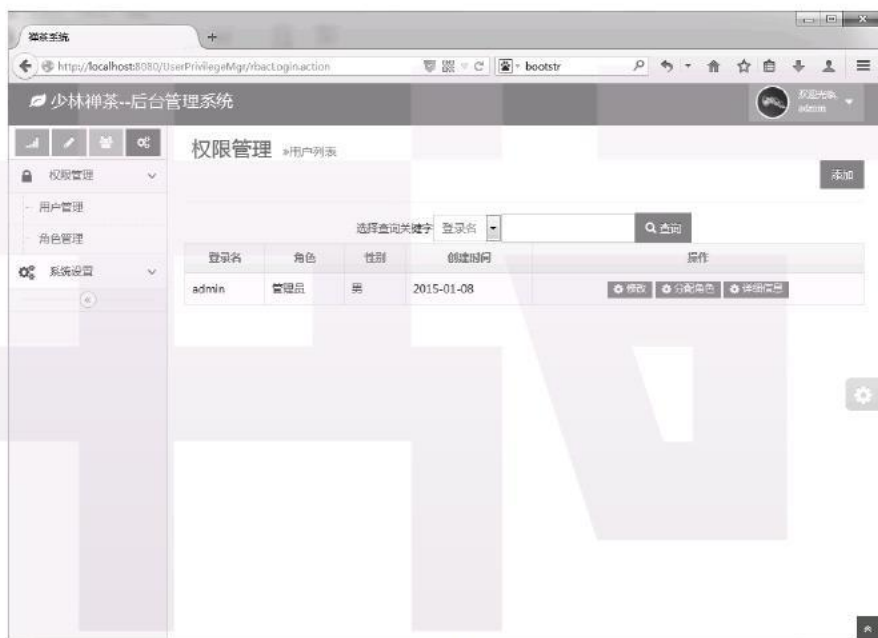 禅茶系统
+
http://localhost:8080/UserPrivilegeMgr/rbacLogin.action
bootstr
少林禅茶--后台管理系统
欢迎光临
admin
权限管理 »用户列表
添加
权限管理
用户管理
角色管理
系统设置
选择查询关键字 登录名 查询
登录名 角色 性别 创建时间 操作
admin 管理员 男 2015-01-08 修改 分配角色 详细信息